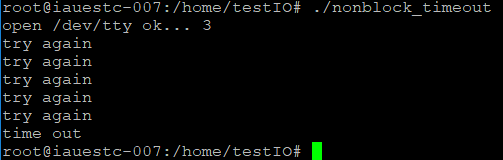 root@iauestc-007:/home/testIO# ./nonblock_timeout
open /dev/tty ok... 3
try again
try again
try again
try again
try again
time out
root@iauestc-007:/home/testIO#